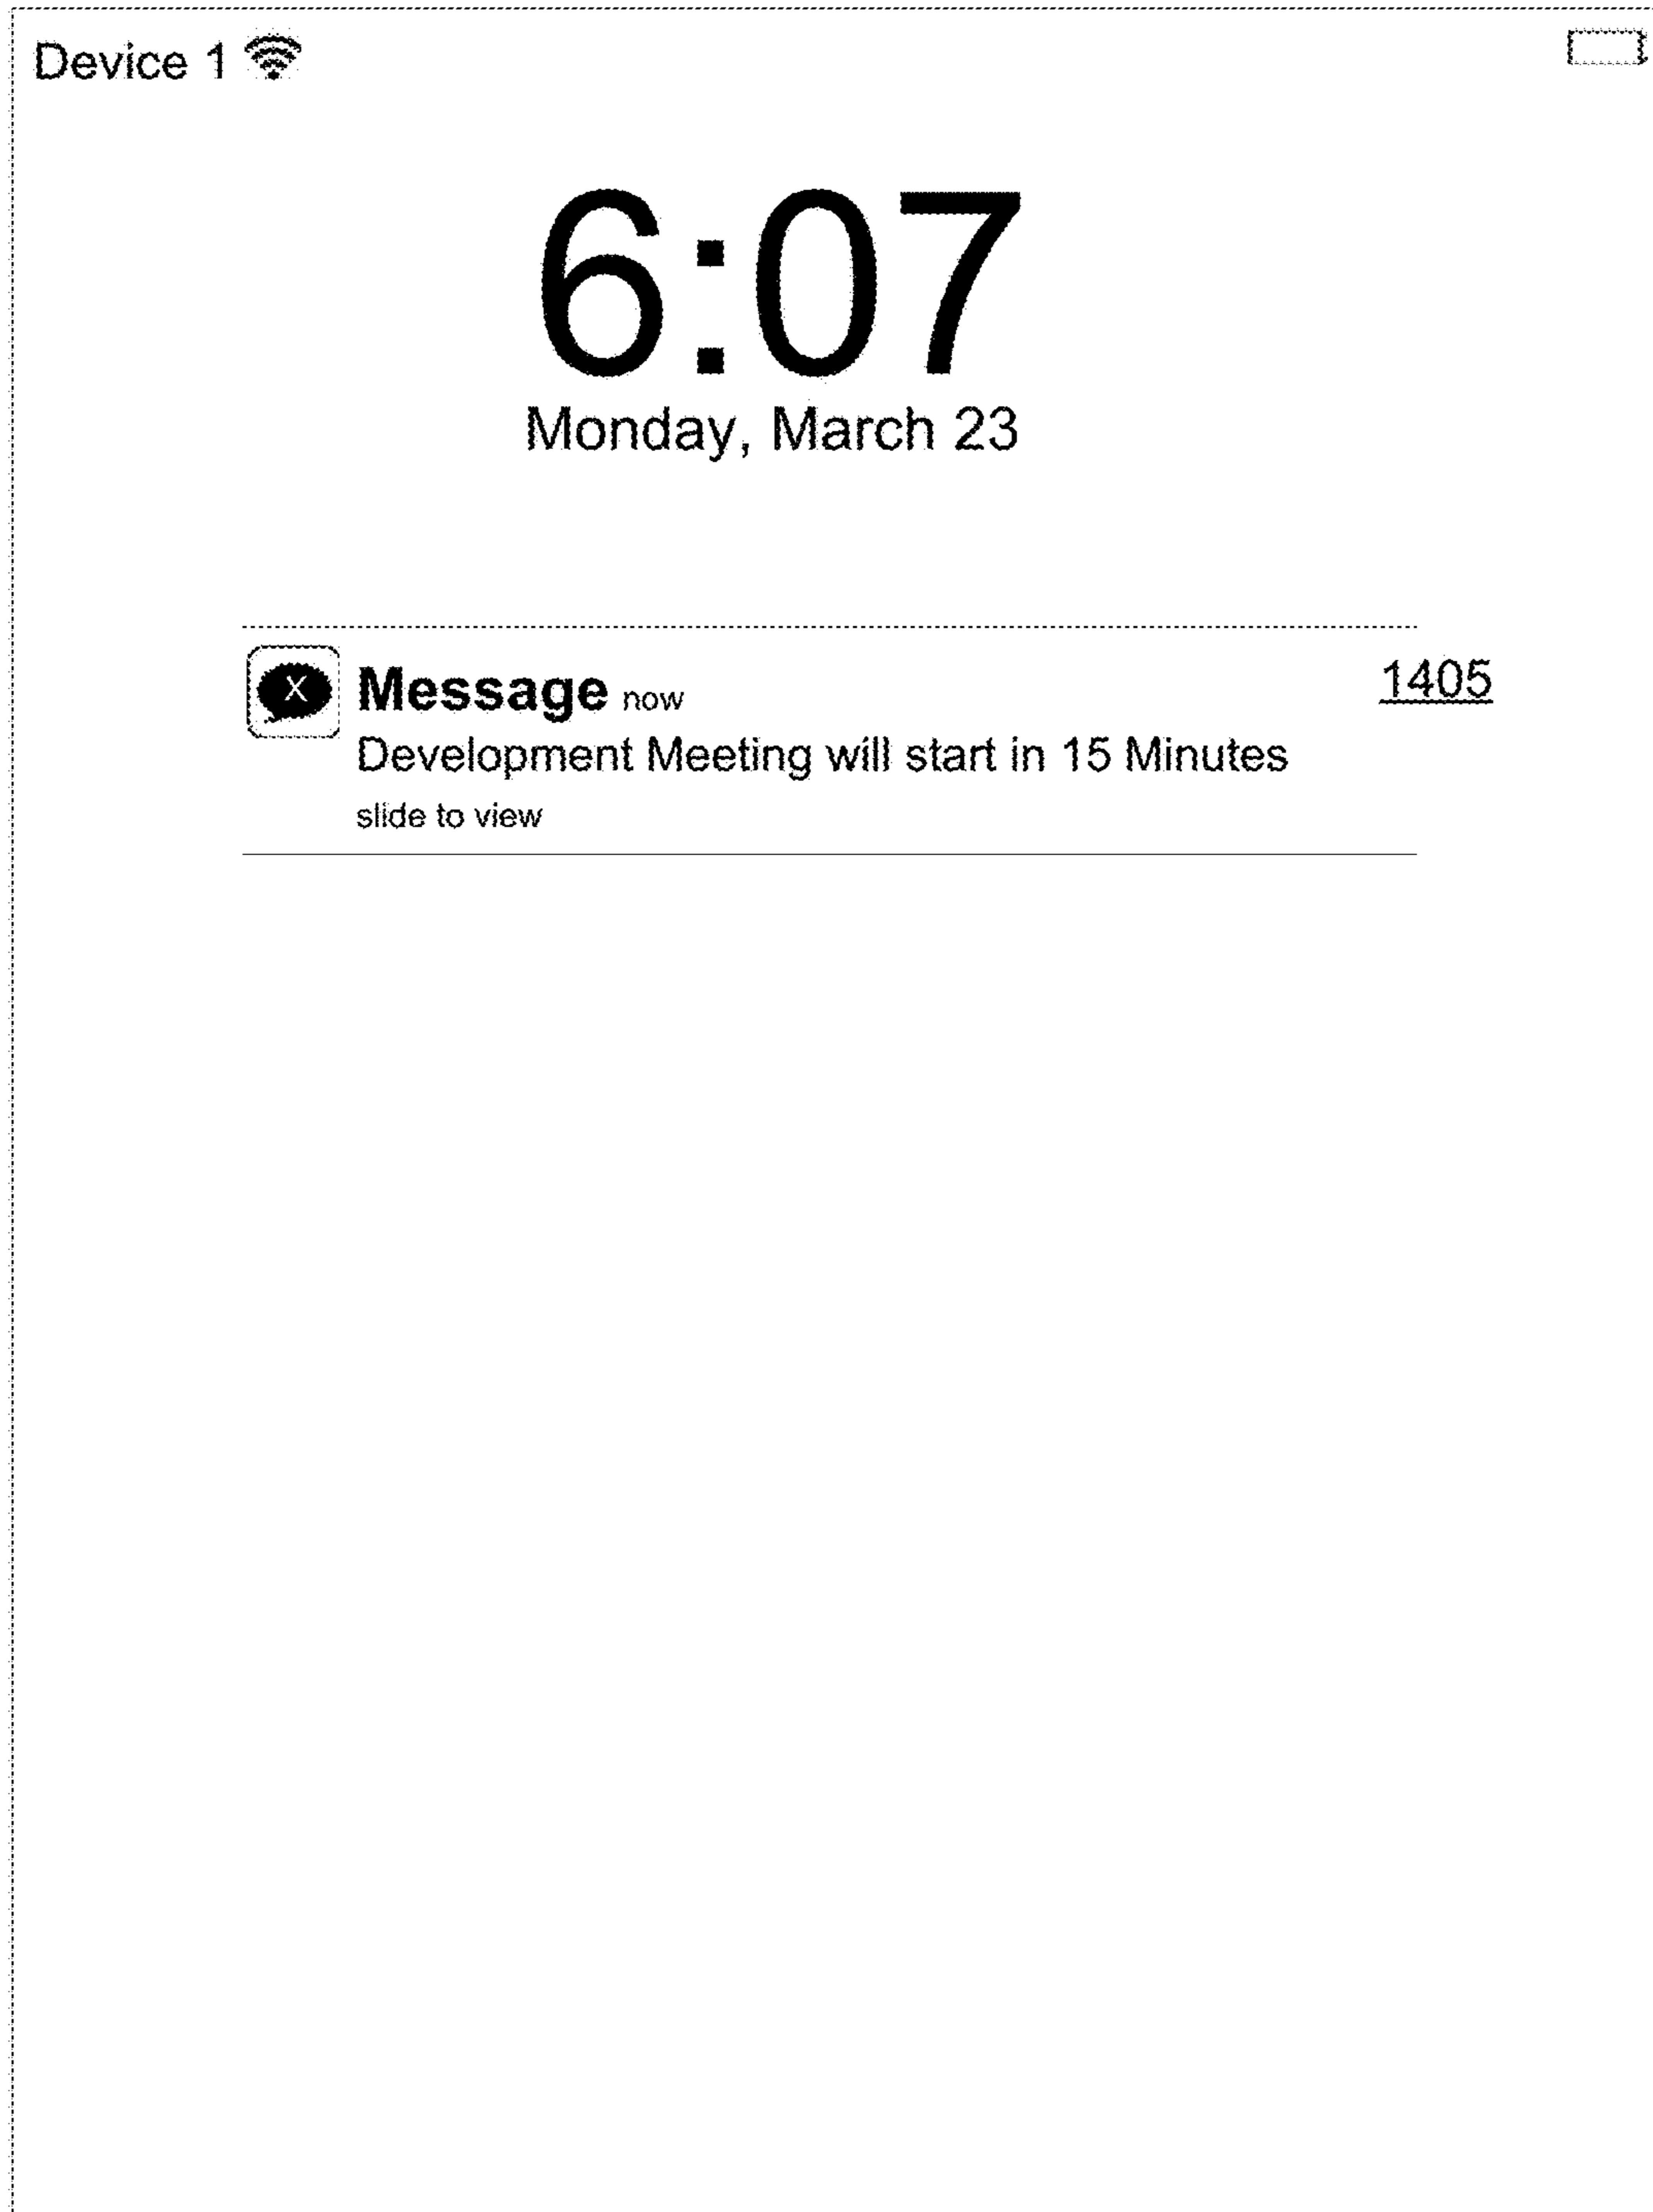 Device 1
6:07
Monday, March 23
X Message now 1405
Development Meeting will start in 15 Minutes
slide to view